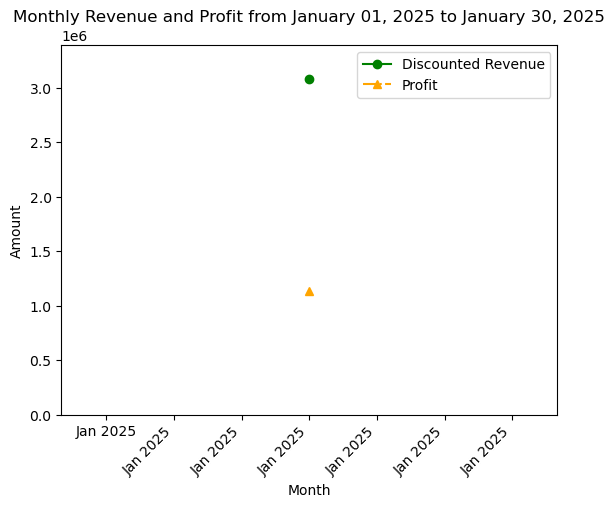 Monthly Revenue and Profit from January 01, 2025 to January 30, 2025
1e6
Discounted Revenue
Profit
3.0
2.5
2.0
1.5
1.0
0.5
0.0
Amount
Jan 2025
Jan 2025
Jan 2025
Jan 2025
Jan 2025
Jan 2025
Jan 2025
Month